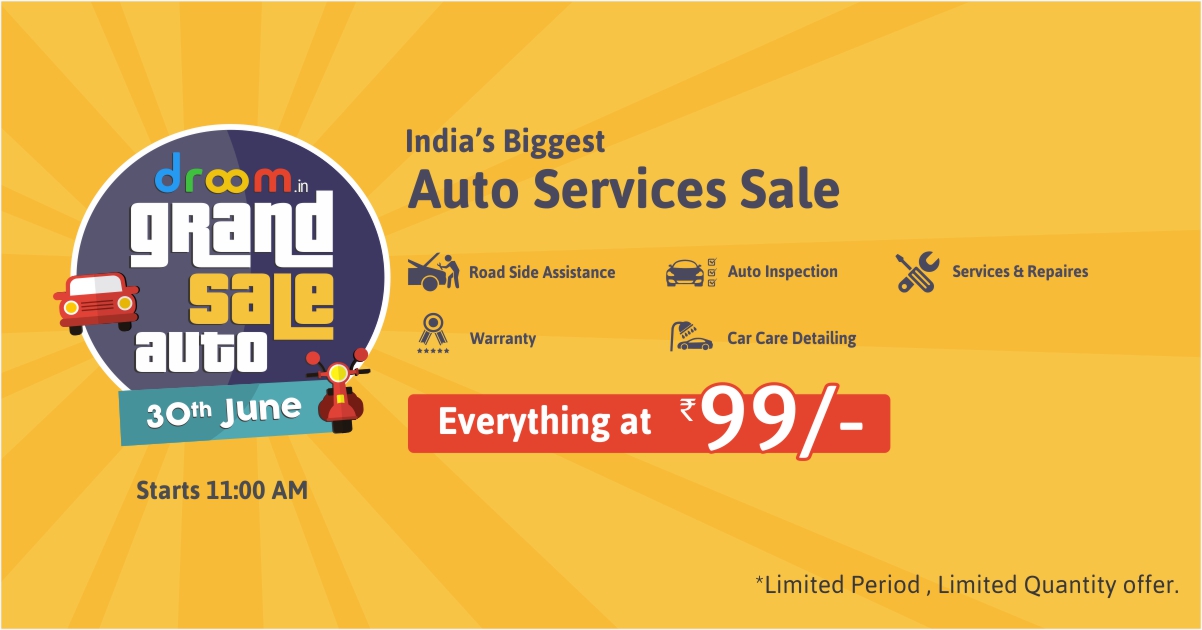 droom.in
grand
sale
auto
30th June
Starts 11:00 AM
India's Biggest
Auto Services Sale
Road Side Assistance
Auto Inspection
Services & Repaires
Warranty
Car Care Detailing
Everything at ₹99/-
*Limited Period , Limited Quantity offer.